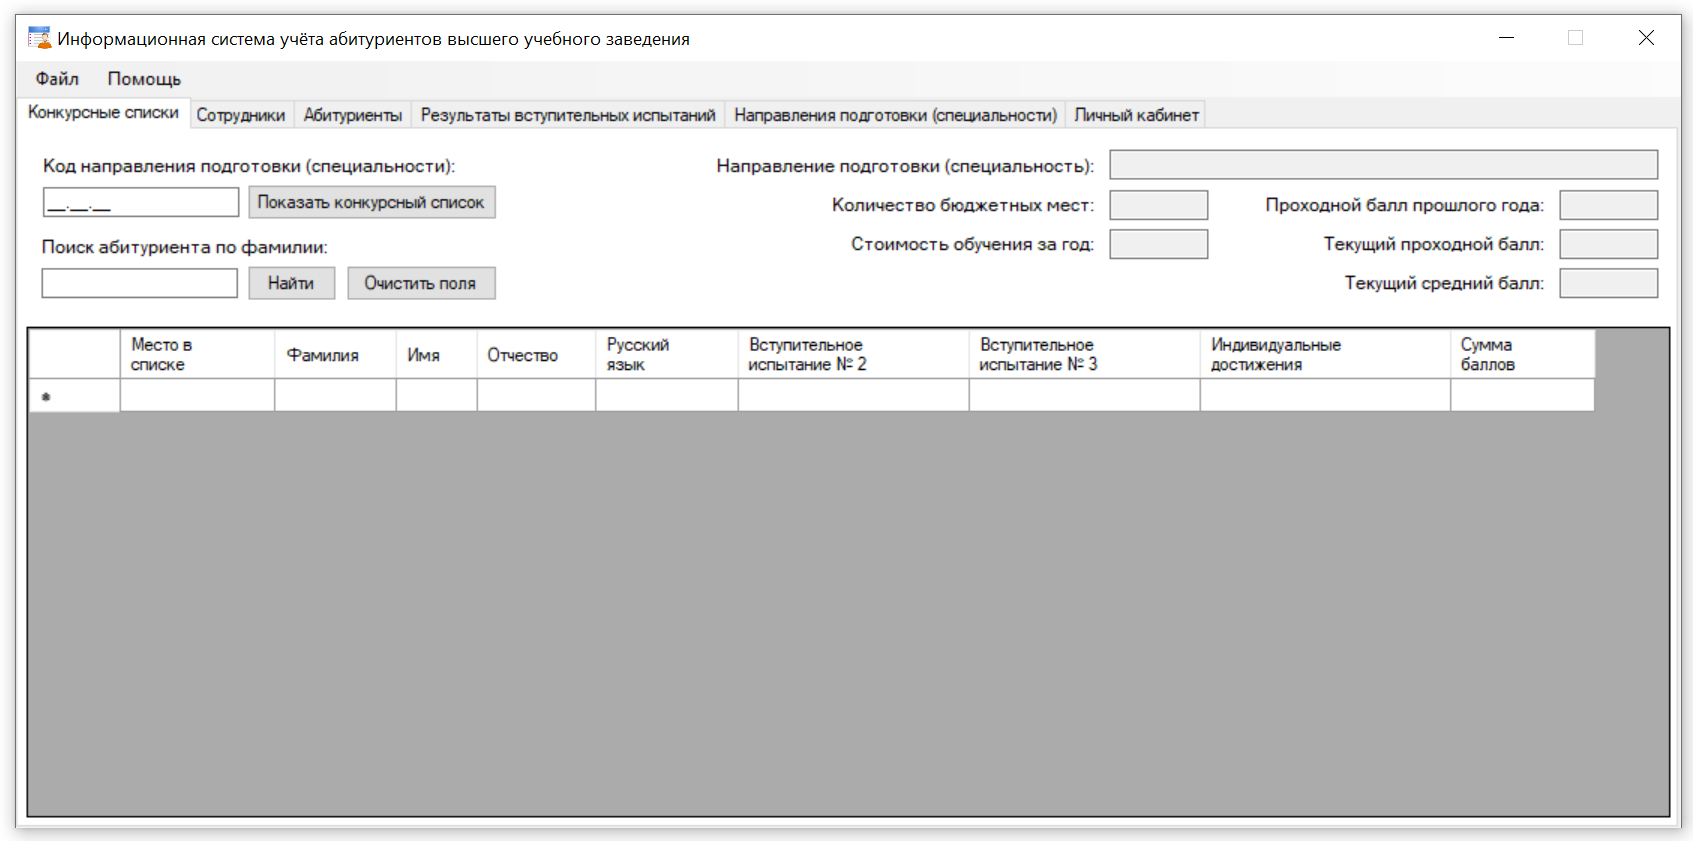 Информационная система учёта абитуриентов высшего учебного заведения
Файл Помощь
Конкурсные списки Сотрудники Абитуриенты Результаты вступительных испытаний Направления подготовки (специальности) Личный кабинет
Код направления подготовки (специальности):
__.__.__ Показать конкурсный список
Поиск абитуриента по фамилии:
Найти Очистить поля
Направление подготовки (специальность):
Количество бюджетных мест: Проходной балл прошлого года:
Стоимость обучения за год: Текущий проходной балл:
Текущий средний балл:
Место в списке Фамилия Имя Отчество Русский язык Вступительное испытание № 2 Вступительное испытание № 3 Индивидуальные достижения Сумма баллов
*